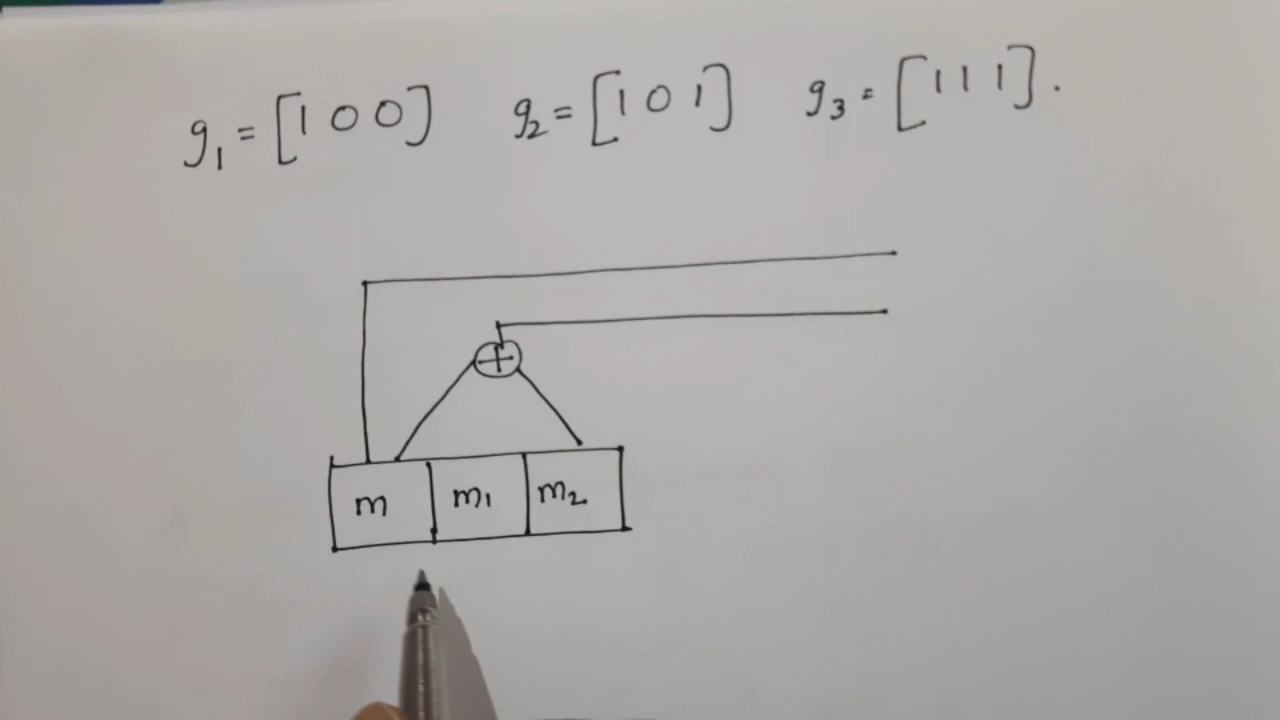 g₁ = [1 0 0] g₂ = [1 0 1] g₃ = [1 1 1].
m m₁ m₂